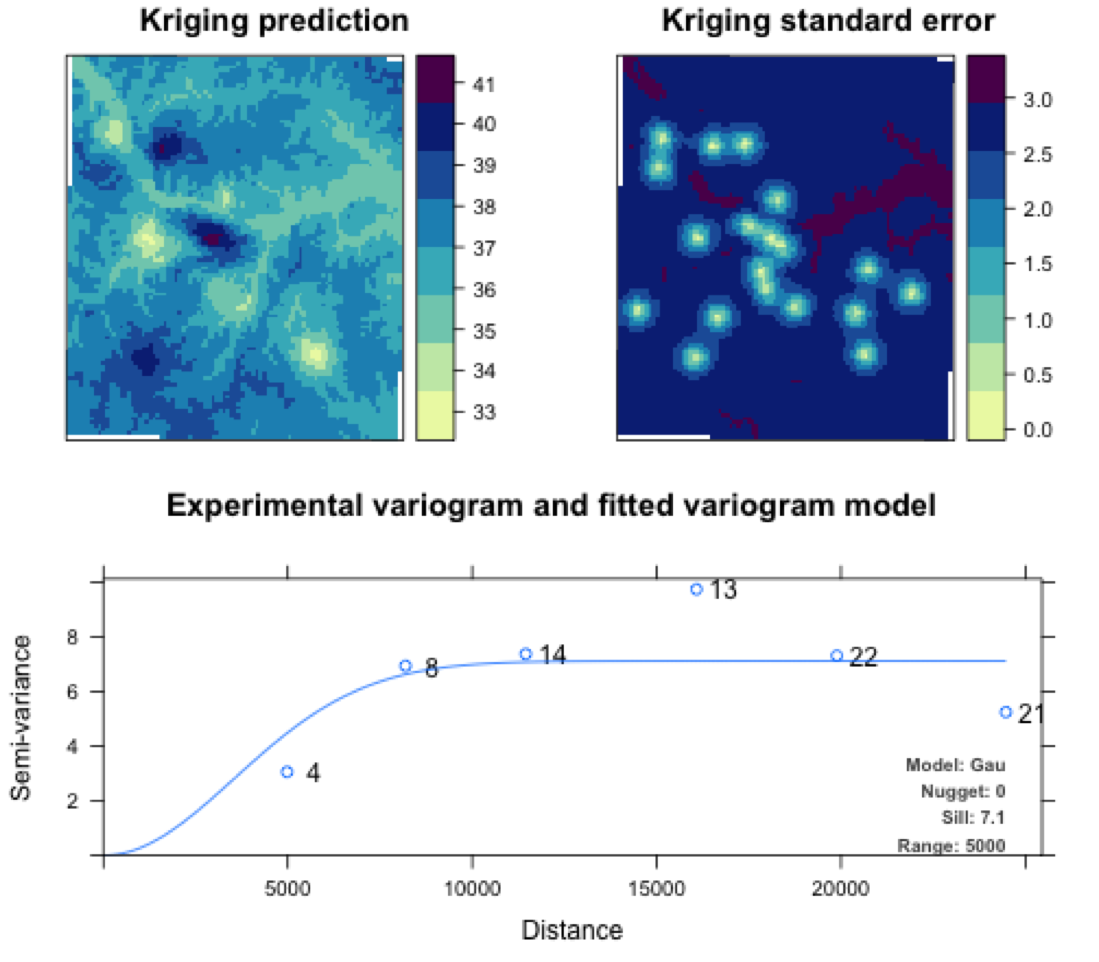 Kriging prediction
41
40
39
38
37
36
35
34
33
Kriging standard error
3.0
2.5
2.0
1.5
1.0
0.5
0.0
Experimental variogram and fitted variogram model
Semi-variance
8
6
4
2
4
8
14
13
22
21
Model: Gau
Nugget: 0
Sill: 7.1
Range: 5000
5000 10000 15000 20000
Distance